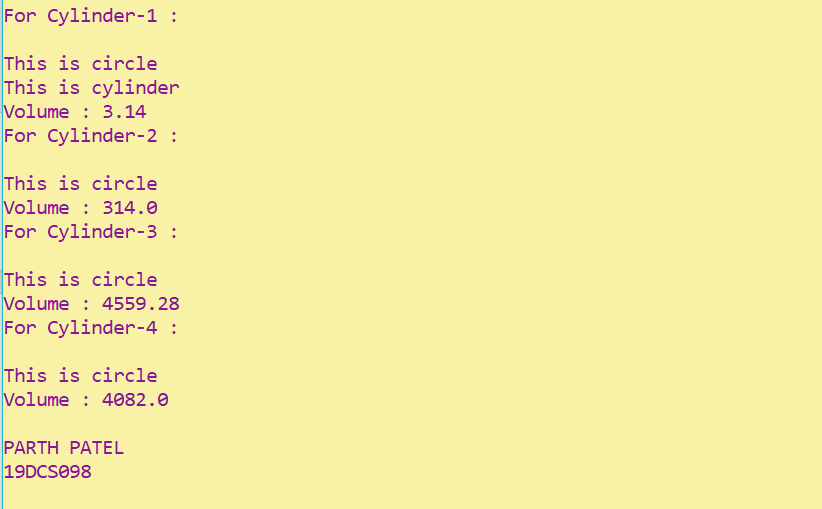 For Cylinder-1 :
This is circle
This is cylinder
Volume : 3.14
For Cylinder-2 :
This is circle
Volume : 314.0
For Cylinder-3 :
This is circle
Volume : 4559.28
For Cylinder-4 :
This is circle
Volume : 4082.0
PARTH PATEL
19DCS098